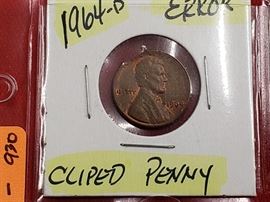 1964-D ERROR
CLIPED PENNY
- 930